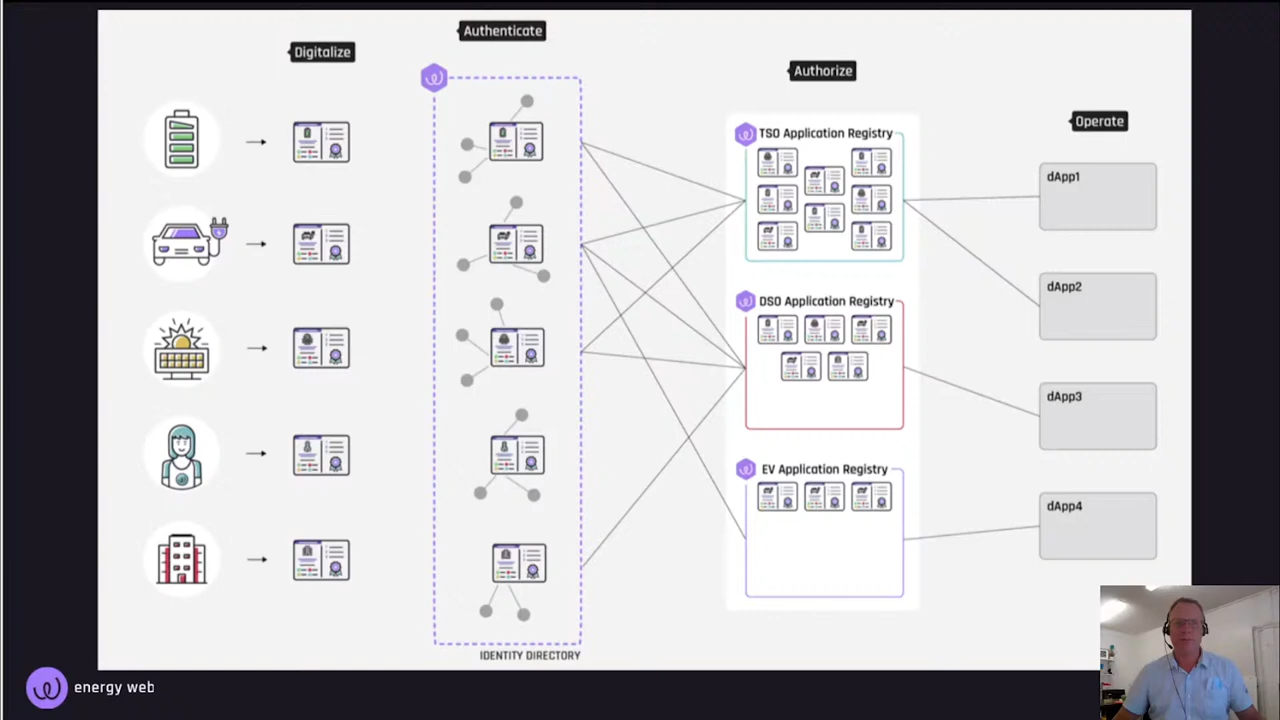 Digitalize
Authenticate
Authorize
Operate
TSO Application Registry
DSO Application Registry
EV Application Registry
dApp1
dApp2
dApp3
dApp4
IDENTITY DIRECTORY
energy web